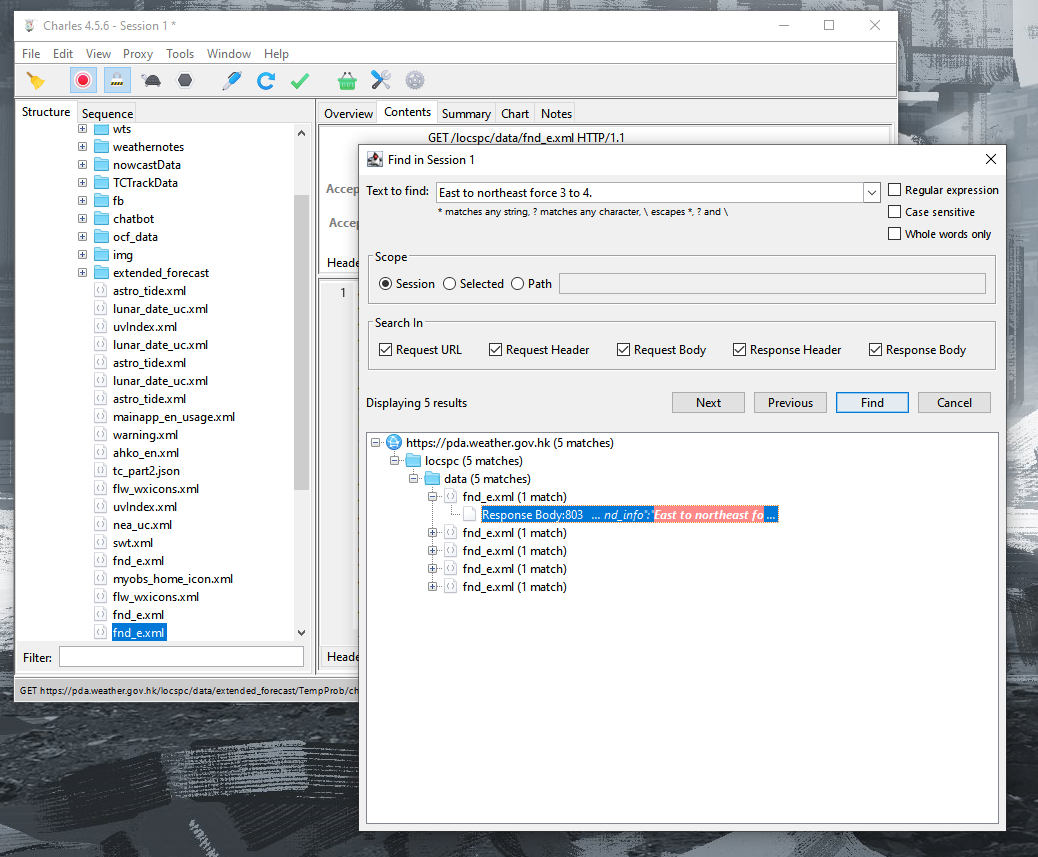 Charles 4.5.6 - Session 1 *
File Edit View Proxy Tools Window Help
Structure Sequence
wts
weathernotes
nowcastData
TCTrackData
fb
chatbot
ocf_data
img
extended_forecast
astro_tide.xml
lunar_date_uc.xml
uvIndex.xml
lunar_date_uc.xml
astro_tide.xml
lunar_date_uc.xml
astro_tide.xml
mainapp_en_usage.xml
warning.xml
ahko_en.xml
tc_part2.json
flw_wxicons.xml
uvIndex.xml
nea_uc.xml
swt.xml
fnd_e.xml
myobs_home_icon.xml
flw_wxicons.xml
fnd_e.xml
fnd_e.xml
Filter:
GET https://pda.weather.gov.hk/locspc/data/extended_forecast/TempProb/ch
Overview Contents Summary Chart Notes
GET /locspc/data/fnd_e.xml HTTP/1.1
Accep
Accep
Heade
1
Heade
Find in Session 1
Text to find: East to northeast force 3 to 4.
* matches any string, ? matches any character, \ escapes *, ? and \
Regular expression
Case sensitive
Whole words only
Scope
Session Selected Path
Search In
Request URL Request Header Request Body Response Header Response Body
Displaying 5 results
Next Previous Find Cancel
https://pda.weather.gov.hk (5 matches)
locspc (5 matches)
data (5 matches)
fnd_e.xml (1 match)
Response Body:803 ... nd_info":"East to northeast fo ...
fnd_e.xml (1 match)
fnd_e.xml (1 match)
fnd_e.xml (1 match)
fnd_e.xml (1 match)